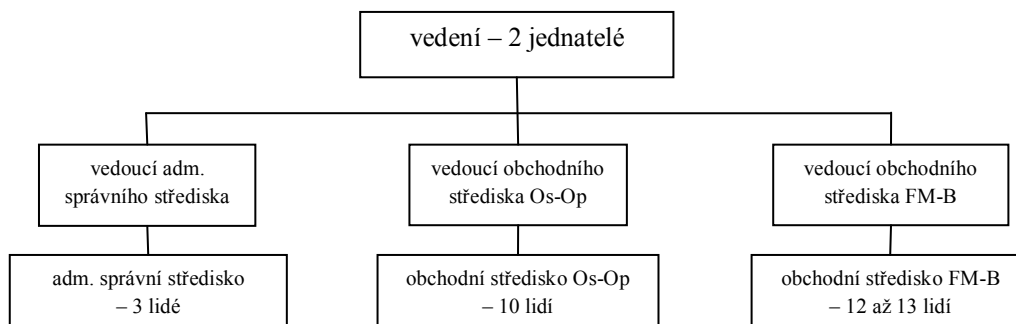 vedení – 2 jednatelé
vedoucí adm.
správního střediska
vedoucí obchodního
střediska Os-Op
vedoucí obchodního
střediska FM-B
adm. správní středisko
– 3 lidé
obchodní středisko Os-Op
– 10 lidí
obchodní středisko FM-B
– 12 až 13 lidí